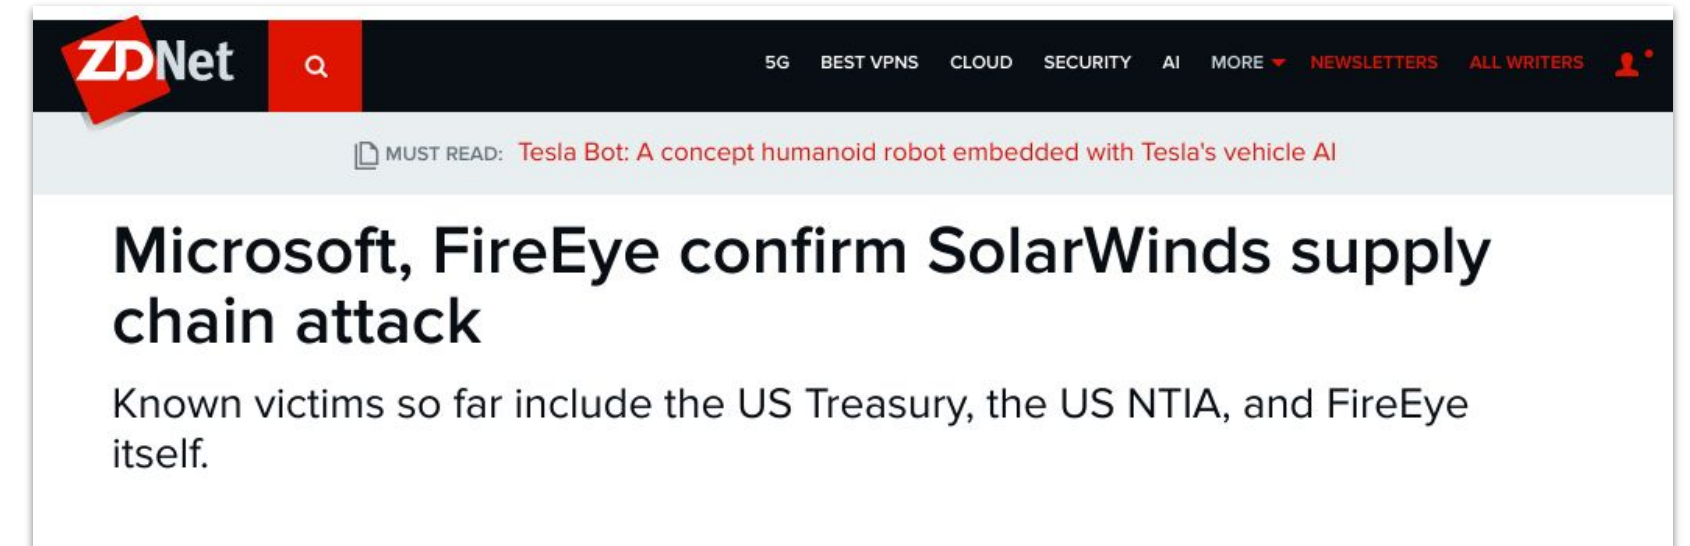 ZDNet
5G BEST VPNS CLOUD SECURITY AI MORE NEWSLETTERS ALL WRITERS
MUST READ: Tesla Bot: A concept humanoid robot embedded with Tesla's vehicle AI
Microsoft, FireEye confirm SolarWinds supply
chain attack
Known victims so far include the US Treasury, the US NTIA, and FireEye
itself.